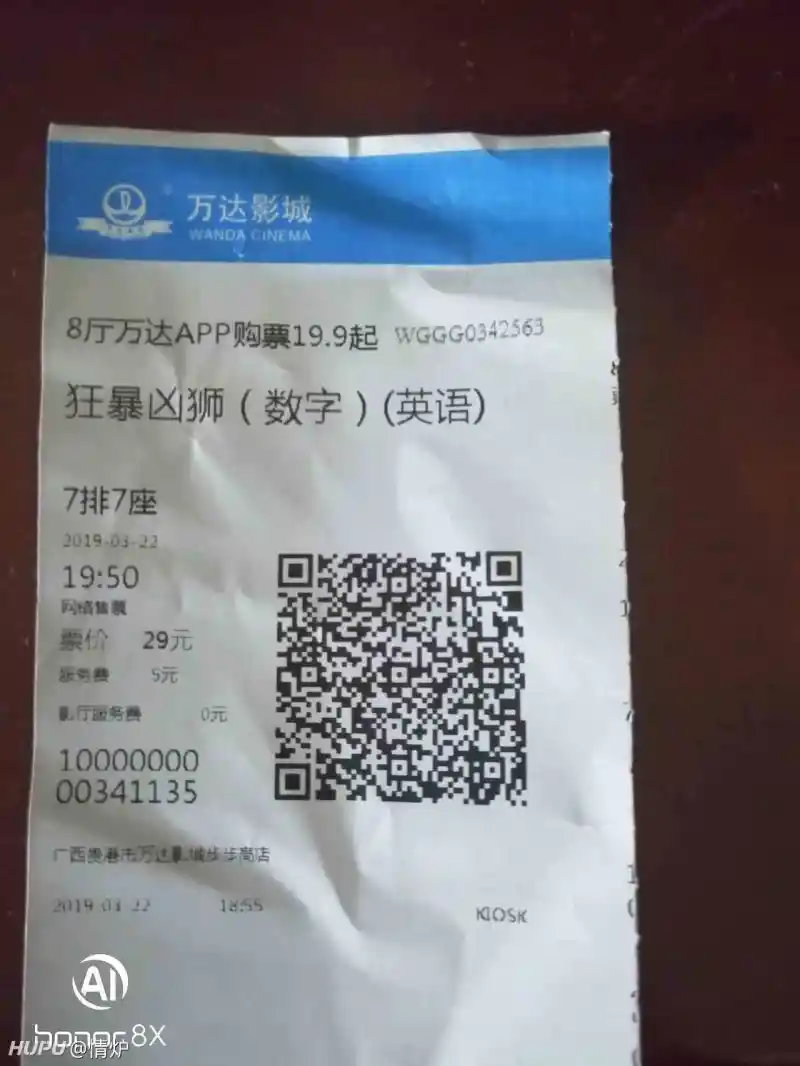 万达影城
WANDA CINEMA
8厅万达APP购票19.9起 WGGG0342563
狂暴凶狮（数字）(英语)
7排7座
2019-03-22
19:50
网络售票
票价 29元
服务费 5元
影厅服务费 0元
10000000
00341135
广西贵港市万达影城步步高店
2019-03-22 18:55
KIOSK
AI
honor 8X
HUPU @情炉